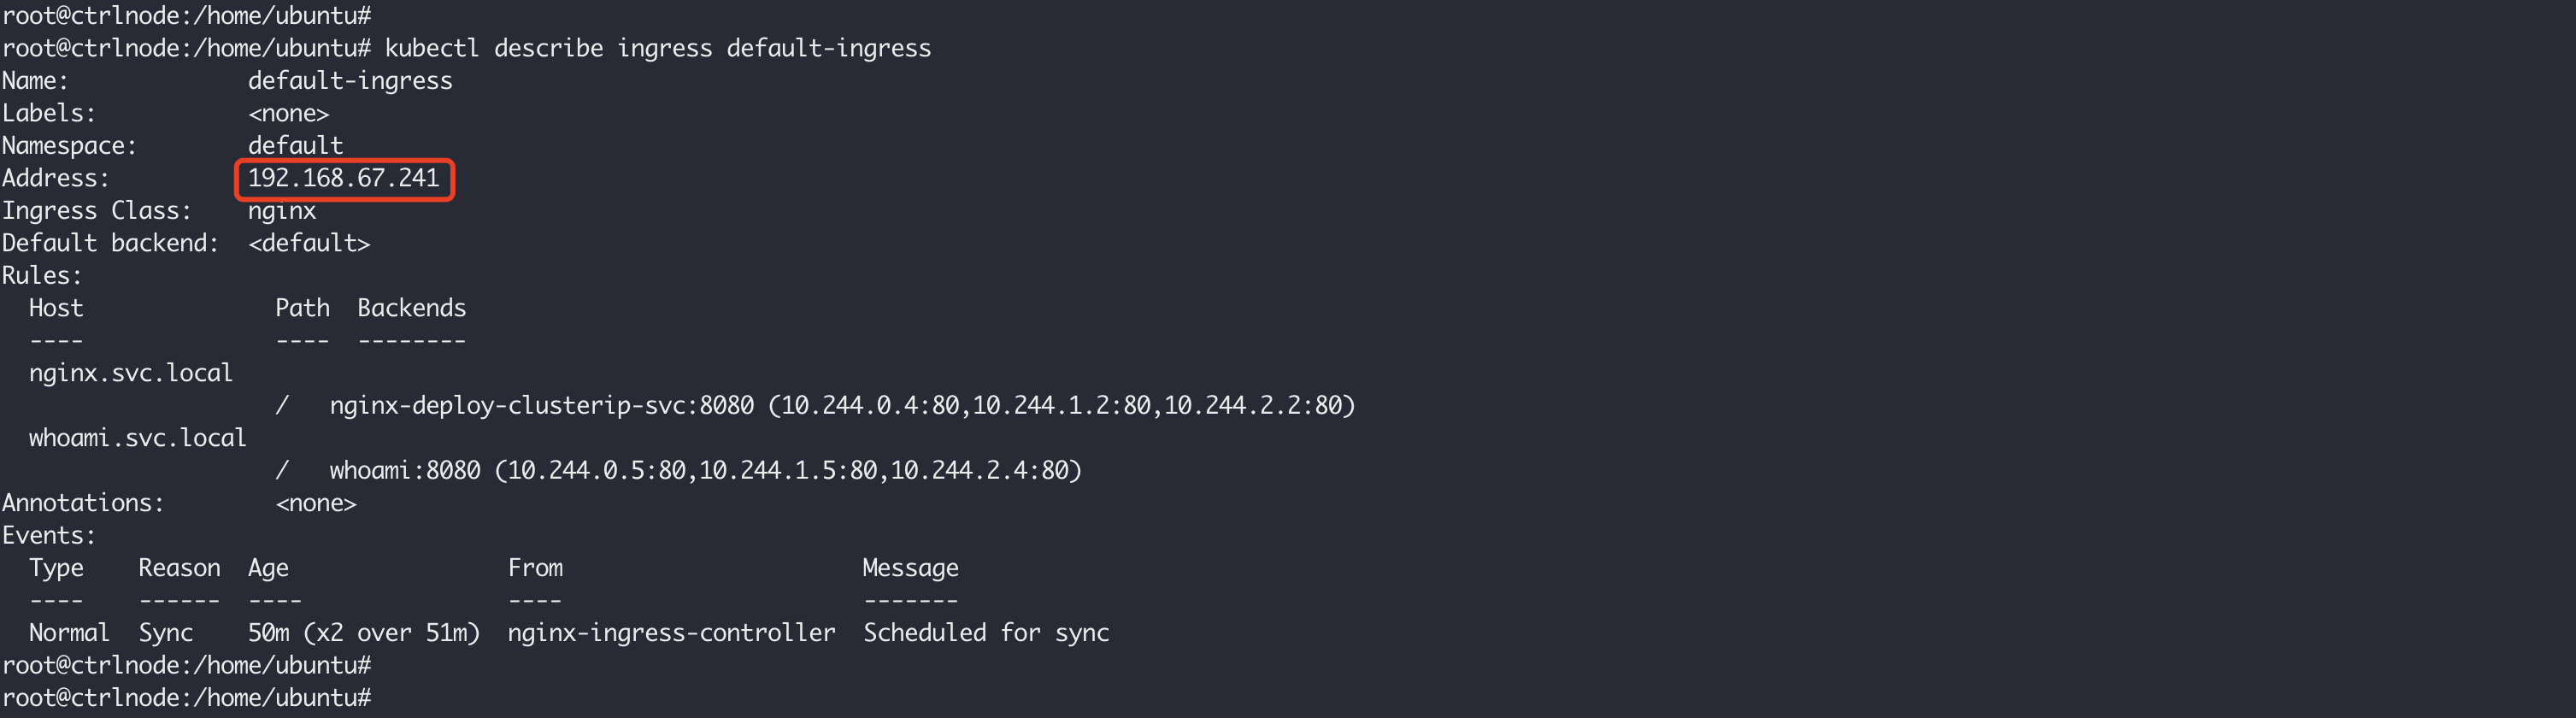 root@ctrlnode:/home/ubuntu#
root@ctrlnode:/home/ubuntu# kubectl describe ingress default-ingress
Name:             default-ingress
Labels:           <none>
Namespace:        default
Address:          192.168.67.241
Ingress Class:    nginx
Default backend:  <default>
Rules:
  Host              Path  Backends
  ----              ----  --------
  nginx.svc.local
                    /   nginx-deploy-clusterip-svc:8080 (10.244.0.4:80,10.244.1.2:80,10.244.2.2:80)
  whoami.svc.local
                    /   whoami:8080 (10.244.0.5:80,10.244.1.5:80,10.244.2.4:80)
Annotations:        <none>
Events:
  Type    Reason  Age                From                      Message
  ----    ------  ----               ----                      -------
  Normal  Sync    50m (x2 over 51m)  nginx-ingress-controller  Scheduled for sync
root@ctrlnode:/home/ubuntu#
root@ctrlnode:/home/ubuntu#